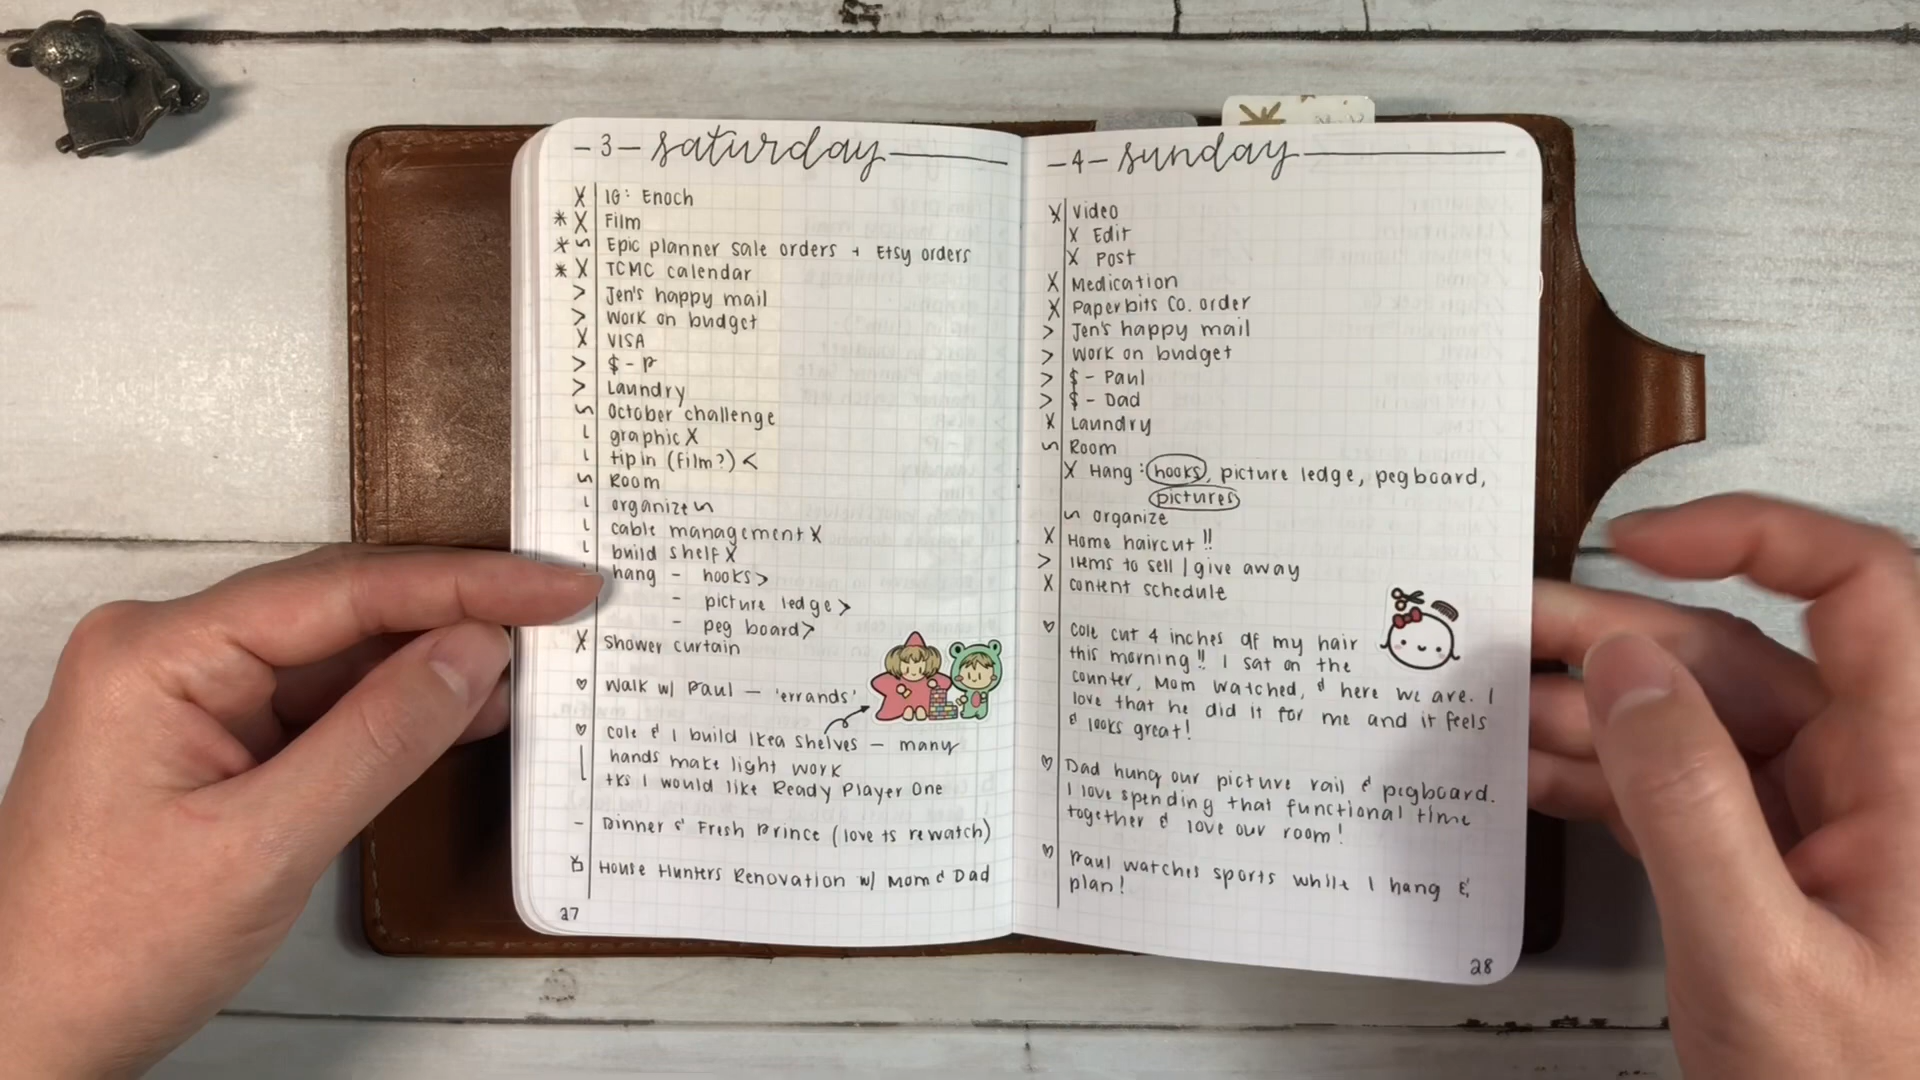 - 3 - saturday
X IG: Enoch
* X Film
* ~ Epic planner sale orders + Etsy orders
* X TCMC calendar
> Jen's happy mail
> Work on budget
X VISA
> $ - P
> Laundry
~ October challenge
L graphic X
L tip in (film?) <
~ Room
L organize ~
L cable management X
L build shelf X
L hang - hooks >
- picture ledge >
- peg board >
X Shower curtain
♡ Walk w/ Paul — 'errands'
♡ Cole & I build Ikea shelves — many
hands make light work
tks I would like Ready Player One
- Dinner & Fresh Prince (love ts rewatch)
House Hunters Renovation w/ Mom & Dad
27
- 4 - sunday
X Video
X Edit
X Post
X Medication
X Paperbits Co. order
> Jen's happy mail
> Work on budget
> $ - Paul
> $ - Dad
X Laundry
~ Room
X Hang: hooks, picture ledge, pegboard,
pictures
~ organize
X Home haircut !!
> Items to sell / give away
X content schedule
♡ Cole cut 4 inches off my hair
this morning!! I sat on the
counter, Mom watched, & here we are. I
love that he did it for me and it feels
& looks great!
♡ Dad hung our picture rail & pegboard.
I love spending that functional time
together & love our room!
♡ Paul watches sports while I hang &
plan!
28